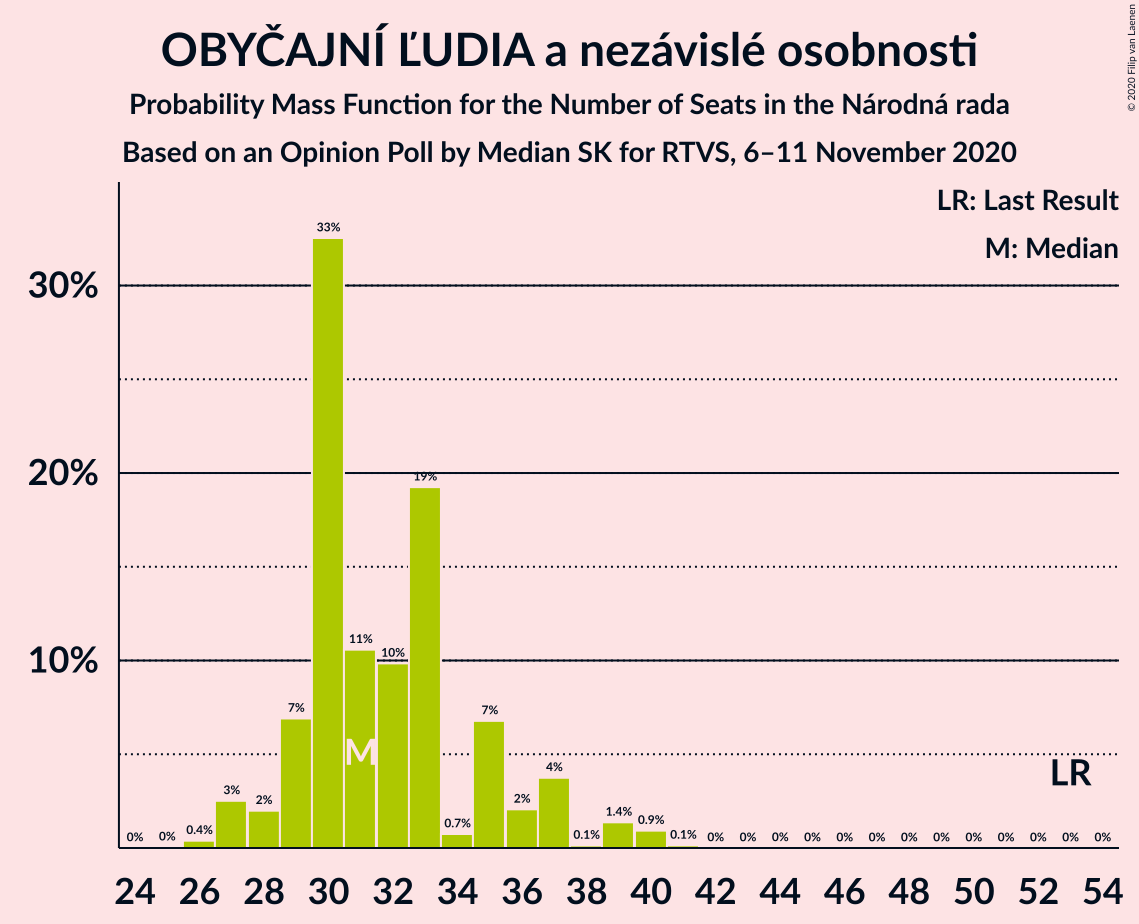 OBYČAJNÍ ĽUDIA a nezávislé osobnosti
Probability Mass Function for the Number of Seats in the Národná rada
Based on an Opinion Poll by Median SK for RTVS, 6–11 November 2020
© 2020 Filip van Laenen
LR: Last Result
M: Median
30%
20%
10%
0% 0% 0.4% 3% 2% 7% 33% 11% 10% 19% 0.7% 7% 2% 4% 0.1% 1.4% 0.9% 0.1% 0% 0% 0% 0% 0% 0% 0% 0% 0% 0% 0% 0% 0%
M
LR
24 26 28 30 32 34 36 38 40 42 44 46 48 50 52 54